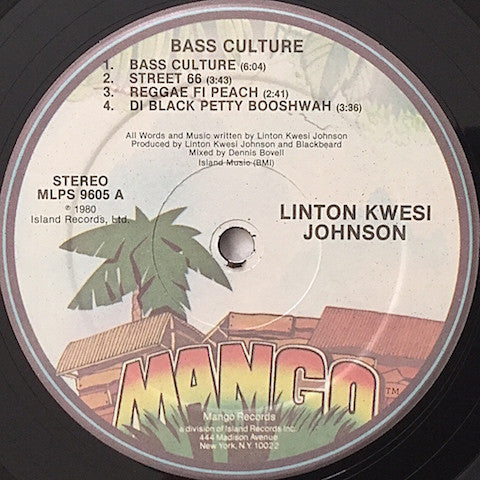 BASS CULTURE
1. BASS CULTURE (6:04)
2. STREET 66 (3:43)
3. REGGAE FI PEACH (2:41)
4. DI BLACK PETTY BOOSHWAH (3:36)
All Words and Music written by Linton Kwesi Johnson
Produced by Linton Kwesi Johnson and Blackbeard
Mixed by Dennis Bovell
Island Music (BMI)
STEREO
MLPS 9605 A
℗ 1980
Island Records, Ltd.
LINTON KWESI
JOHNSON
MANGO TM
Mango Records
a division of Island Records Inc.
444 Madison Avenue
New York, N.Y. 10022